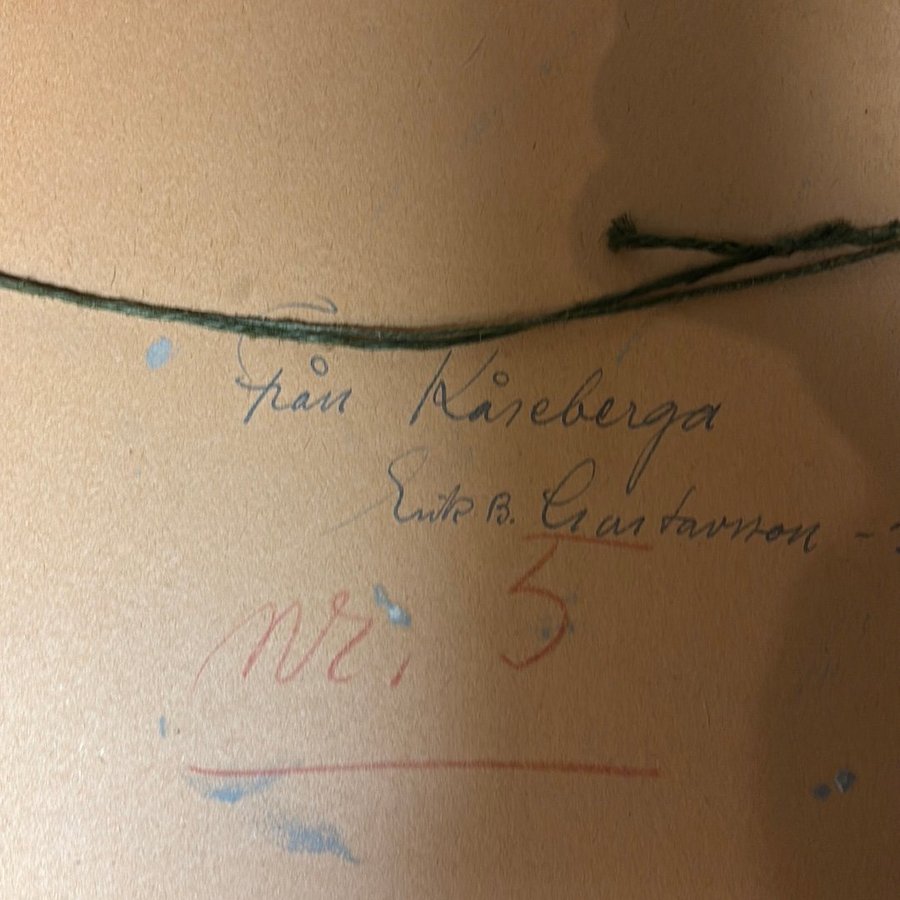 Från Kåseberga
Erik B. Gustavsson -
nr. 5